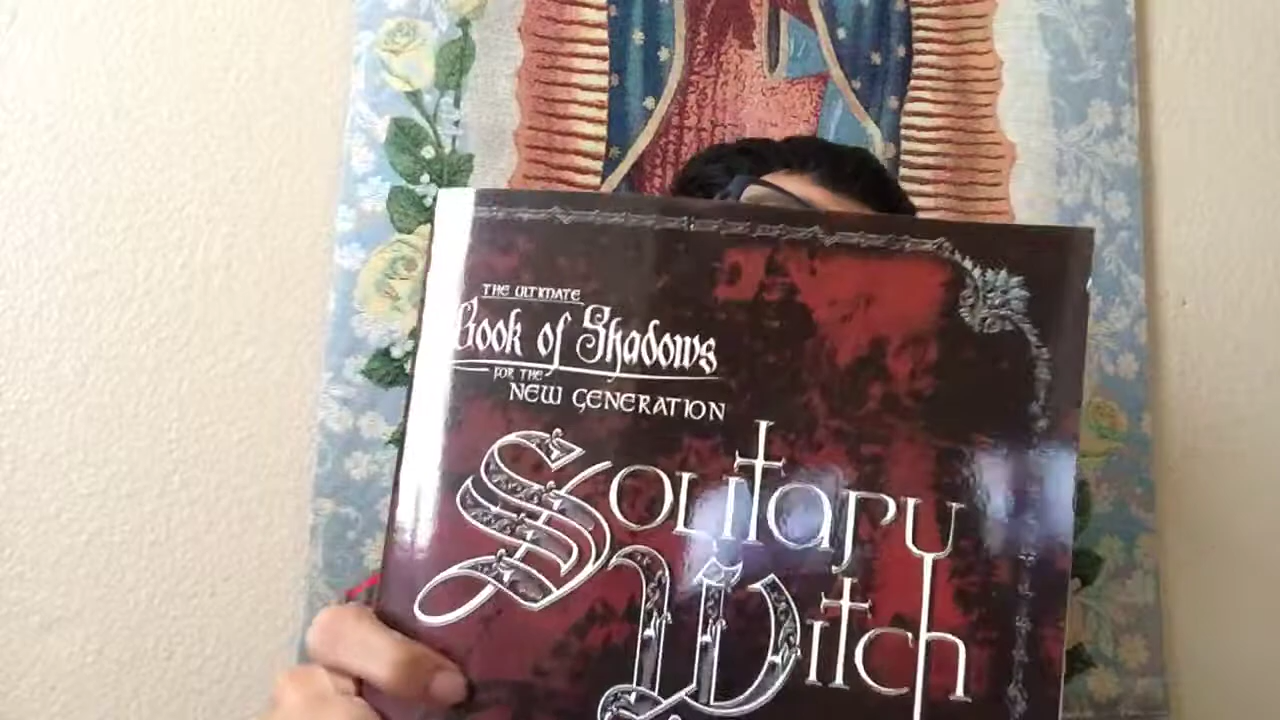 THE ULTIMATE
Book of Shadows
FOR THE
NEW GENERATION
Solitary
Witch